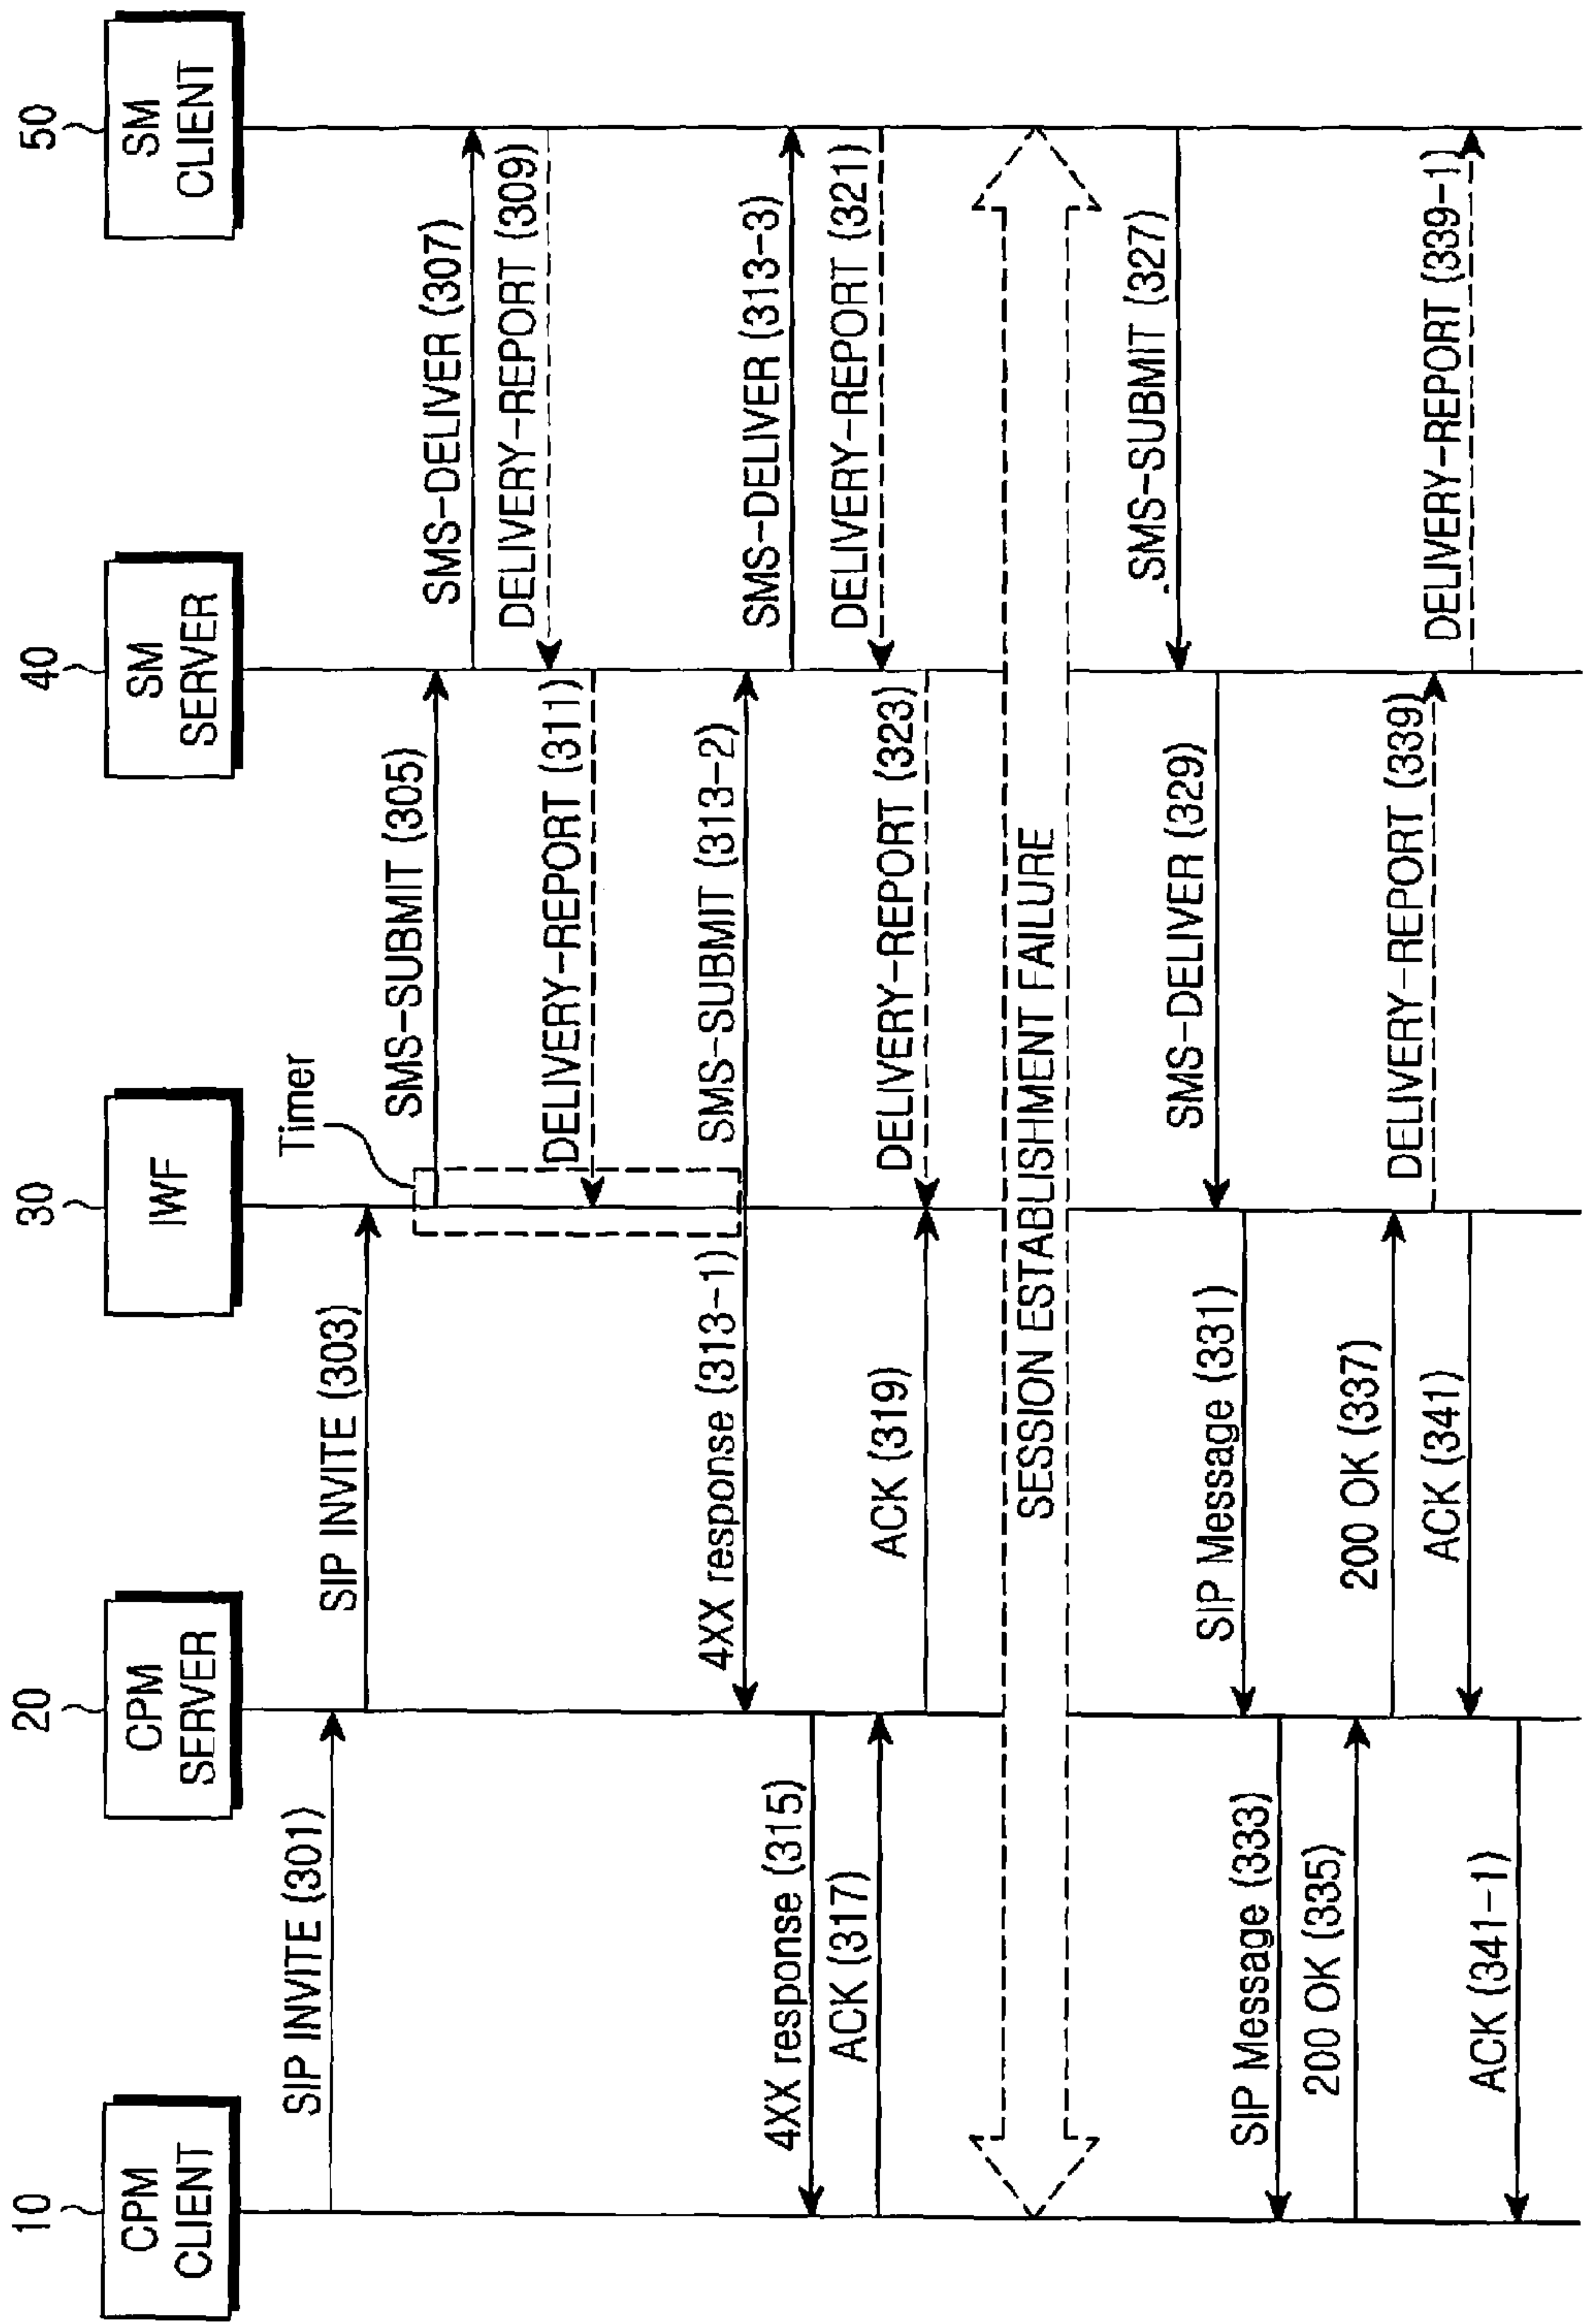 10
CPM
CLIENT
20
CPM
SERVER
30
IWF
40
SM
SERVER
50
SM
CLIENT
SIP INVITE (301)
SIP INVITE (303)
Timer
SMS-SUBMIT (305)
SMS-DELIVER (307)
DELIVERY-REPORT (309)
DELIVERY-REPORT (311)
4XX response (313-1)
SMS-SUBMIT (313-2)
SMS-DELIVER (313-3)
4XX response (315)
ACK (317)
DELIVERY-REPORT (321)
ACK (319)
DELIVERY-REPORT (323)
SESSION ESTABLISHMENT FAILURE
SMS-SUBMIT (327)
SMS-DELIVER (329)
SIP Message (331)
SIP Message (333)
200 OK (335)
200 OK (337)
DELIVERY-REPORT (339)
ACK (341)
DELIVERY-REPORT (339-1)
ACK (341-1)